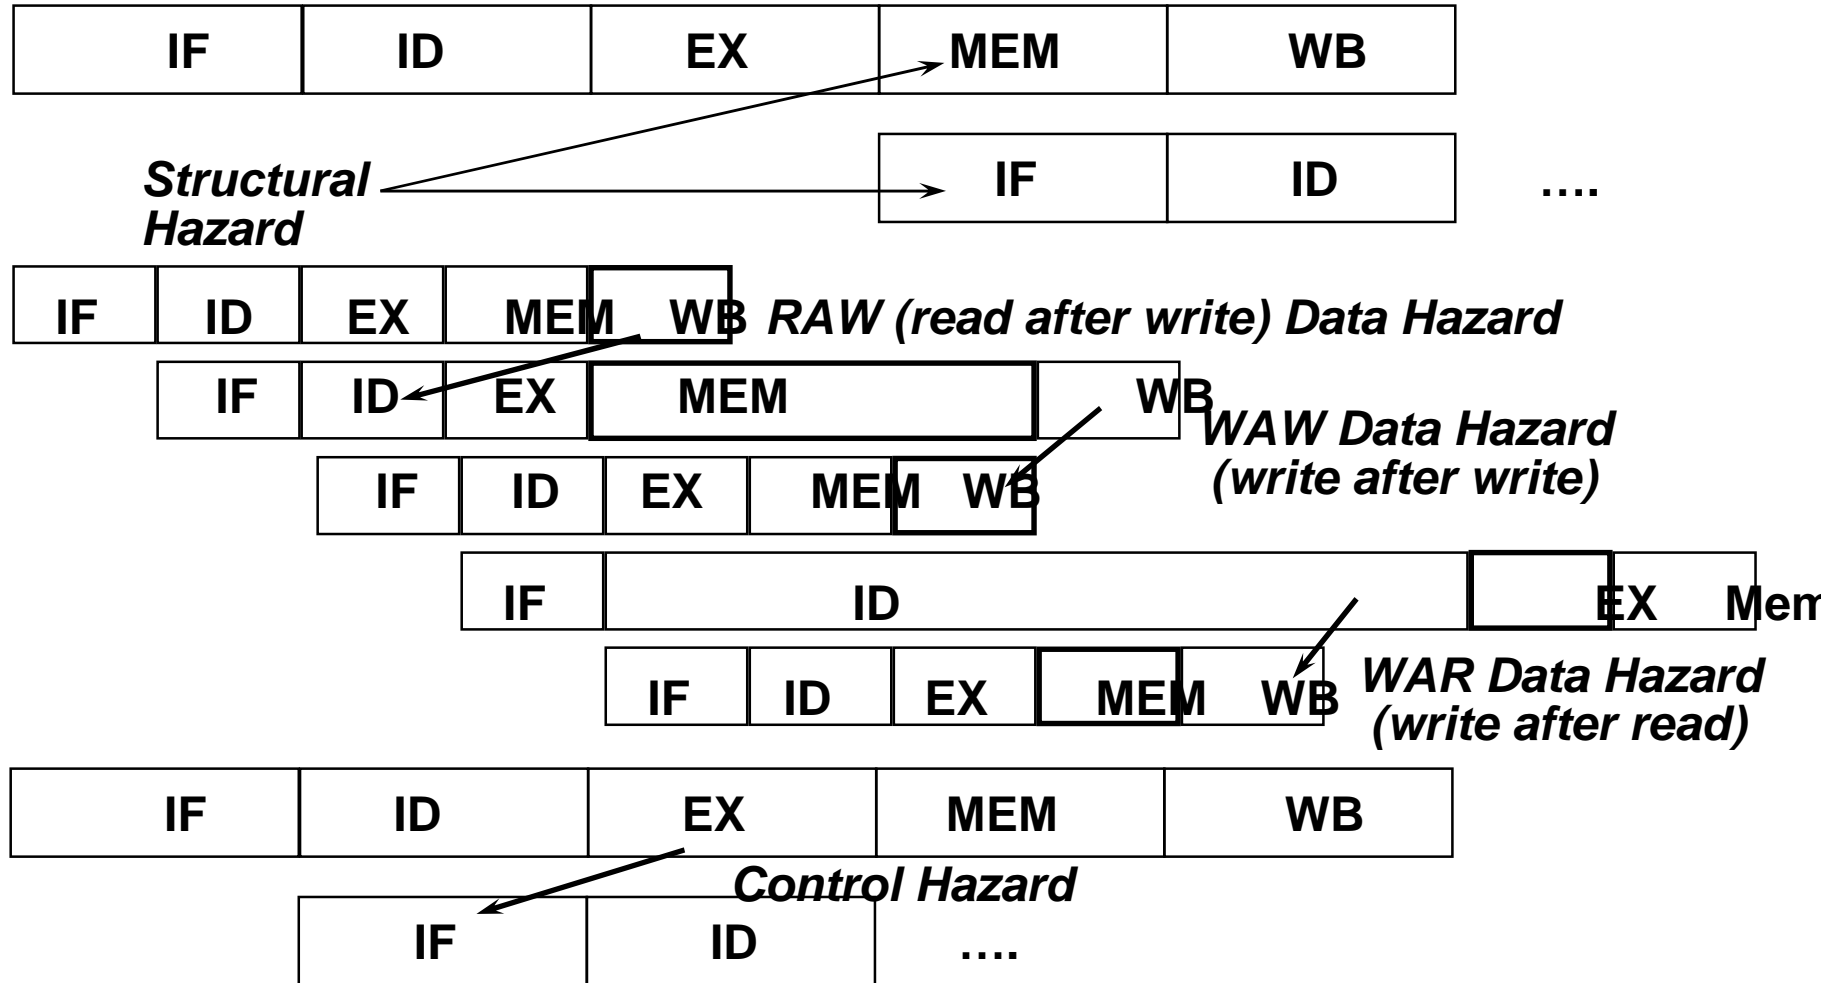 IF ID EX MEM WB
IF ID ….
Structural
Hazard
IF ID EX MEM WB RAW (read after write) Data Hazard
IF ID EX MEM WB
WAW Data Hazard
(write after write)
IF ID EX MEM WB
IF ID EX Mem
IF ID EX MEM WB
WAR Data Hazard
(write after read)
IF ID EX MEM WB
Control Hazard
IF ID ….